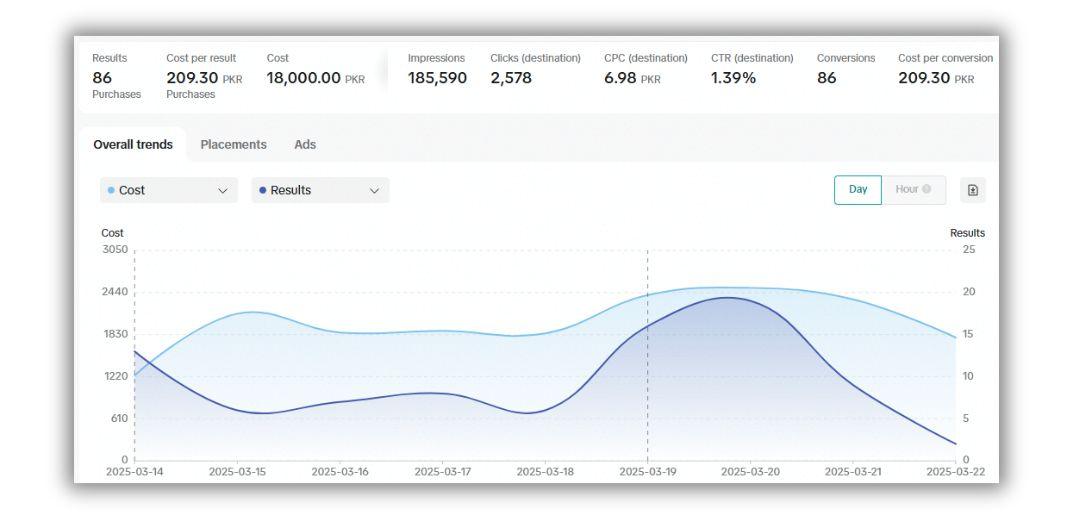 Results Cost per result Cost Impressions Clicks (destination) CPC (destination) CTR (destination) Conversions Cost per conversion
86 209.30 PKR 18,000.00 PKR 185,590 2,578 6.98 PKR 1.39% 86 209.30 PKR
Purchases Purchases
Overall trends Placements Ads
Cost Results Day Hour
Cost Results
3050 25
2440 20
1830 15
1220 10
610 5
0 0
2025-03-14 2025-03-15 2025-03-16 2025-03-17 2025-03-18 2025-03-19 2025-03-20 2025-03-21 2025-03-22